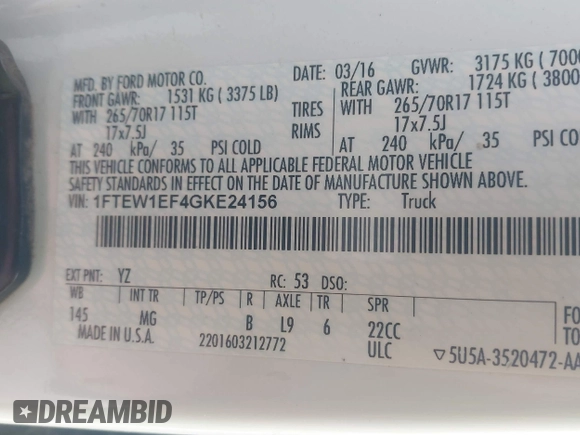 MFD. BY FORD MOTOR CO.
DATE: 03/16 GVWR: 3175 KG ( 7000
FRONT GAWR: 1531 KG ( 3375 LB)
REAR GAWR: 1724 KG ( 3800
WITH 265/70R17 115T TIRES WITH 265/70R17 115T
17x7.5J RIMS 17x7.5J
AT 240 kPa/ 35 PSI COLD AT 240 kPa/ 35 PSI CO
THIS VEHICLE CONFORMS TO ALL APPLICABLE FEDERAL MOTOR VEHICLE
SAFETY STANDARDS IN EFFECT ON THE DATE OF MANUFACTURE SHOWN ABOVE.
VIN: 1FTEW1EF4GKE24156 TYPE: Truck
EXT PNT: YZ RC: 53 DSO:
WB INT TR TP/PS R AXLE TR SPR
145 MG B L9 6 22CC
FO
MADE IN U.S.A. 2201603212772 ULC ▽5U5A-3520472-AA
DREAMBID